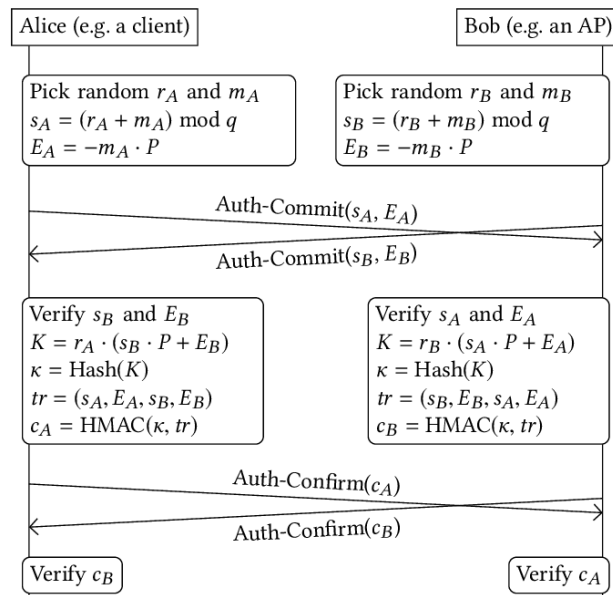 Alice (e.g. a client)
Bob (e.g. an AP)
Pick random r_A and m_A
s_A = (r_A + m_A) mod q
E_A = −m_A · P
Pick random r_B and m_B
s_B = (r_B + m_B) mod q
E_B = −m_B · P
Auth-Commit(s_A, E_A)
Auth-Commit(s_B, E_B)
Verify s_B and E_B
K = r_A · (s_B · P + E_B)
κ = Hash(K)
tr = (s_A, E_A, s_B, E_B)
c_A = HMAC(κ, tr)
Verify s_A and E_A
K = r_B · (s_A · P + E_A)
κ = Hash(K)
tr = (s_B, E_B, s_A, E_A)
c_B = HMAC(κ, tr)
Auth-Confirm(c_A)
Auth-Confirm(c_B)
Verify c_B
Verify c_A